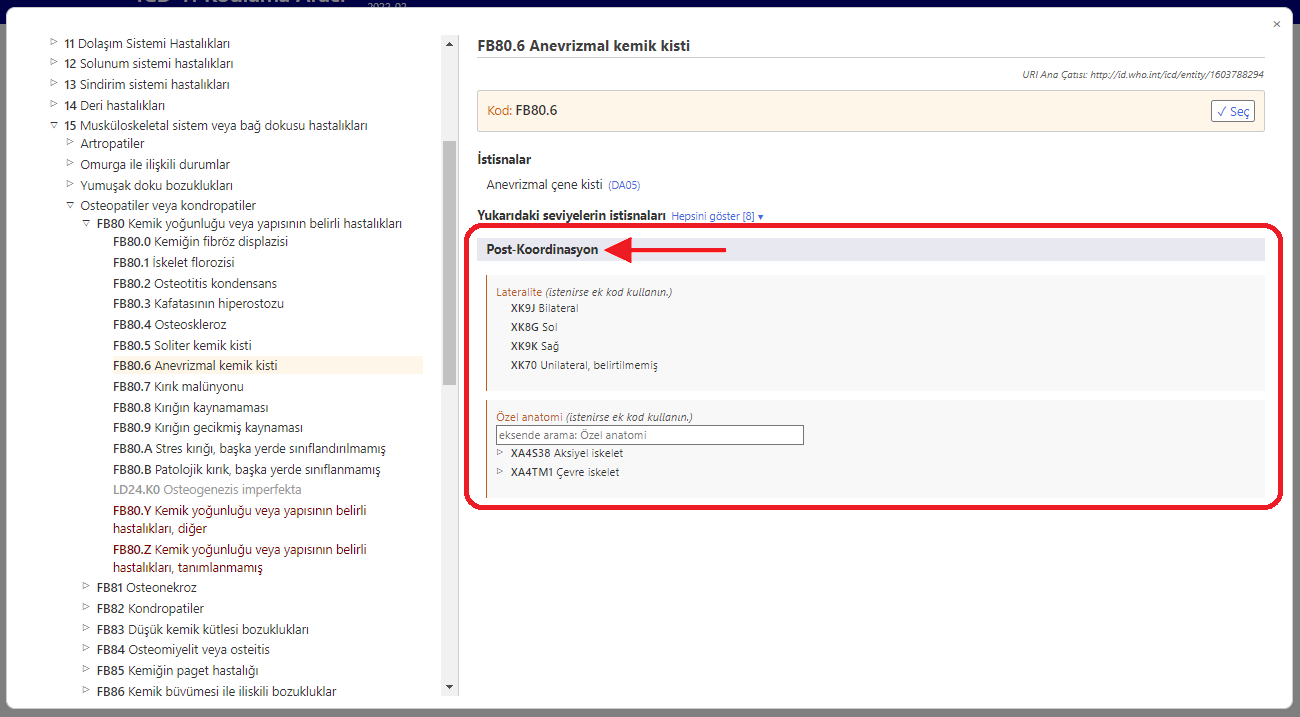 2022-02
×
11 Dolaşım Sistemi Hastalıkları
12 Solunum sistemi hastalıkları
13 Sindirim sistemi hastalıkları
14 Deri hastalıkları
15 Musküloskeletal sistem veya bağ dokusu hastalıkları
Artropatiler
Omurga ile ilişkili durumlar
Yumuşak doku bozuklukları
Osteopatiler veya kondropatiler
FB80 Kemik yoğunluğu veya yapısının belirli hastalıkları
FB80.0 Kemiğin fibröz displazisi
FB80.1 İskelet florozisi
FB80.2 Osteotitis kondensans
FB80.3 Kafatasının hiperostozu
FB80.4 Osteoskleroz
FB80.5 Soliter kemik kisti
FB80.6 Anevrizmal kemik kisti
FB80.7 Kırık malünyonu
FB80.8 Kırığın kaynamaması
FB80.9 Kırığın gecikmiş kaynaması
FB80.A Stres kırığı, başka yerde sınıflandırılmamış
FB80.B Patolojik kırık, başka yerde sınıflanmamış
LD24.K0 Osteogenezis imperfekta
FB80.Y Kemik yoğunluğu veya yapısının belirli
hastalıkları, diğer
FB80.Z Kemik yoğunluğu veya yapısının belirli
hastalıkları, tanımlanmamış
FB81 Osteonekroz
FB82 Kondropatiler
FB83 Düşük kemik kütlesi bozuklukları
FB84 Osteomiyelit veya osteitis
FB85 Kemiğin paget hastalığı
FB86 Kemik büyümesi ile ilişkili bozukluklar
FB80.6 Anevrizmal kemik kisti
URI Ana Çatısı: http://id.who.int/icd/entity/1603788294
Kod: FB80.6
✓ Seç
İstisnalar
Anevrizmal çene kisti (DA05)
Yukarıdaki seviyelerin istisnaları Hepsini göster [8] ▾
Post-Koordinasyon
Lateralite (istenirse ek kod kullanın.)
XK9J Bilateral
XK8G Sol
XK9K Sağ
XK70 Unilateral, belirtilmemiş
Özel anatomi (istenirse ek kod kullanın.)
eksende arama: Özel anatomi
XA4S38 Aksiyel iskelet
XA4TM1 Çevre iskelet